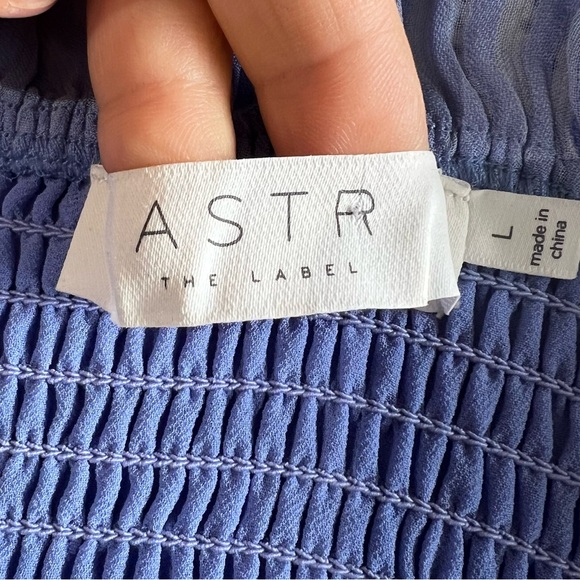 ASTR
THE LABEL
L
made in
china